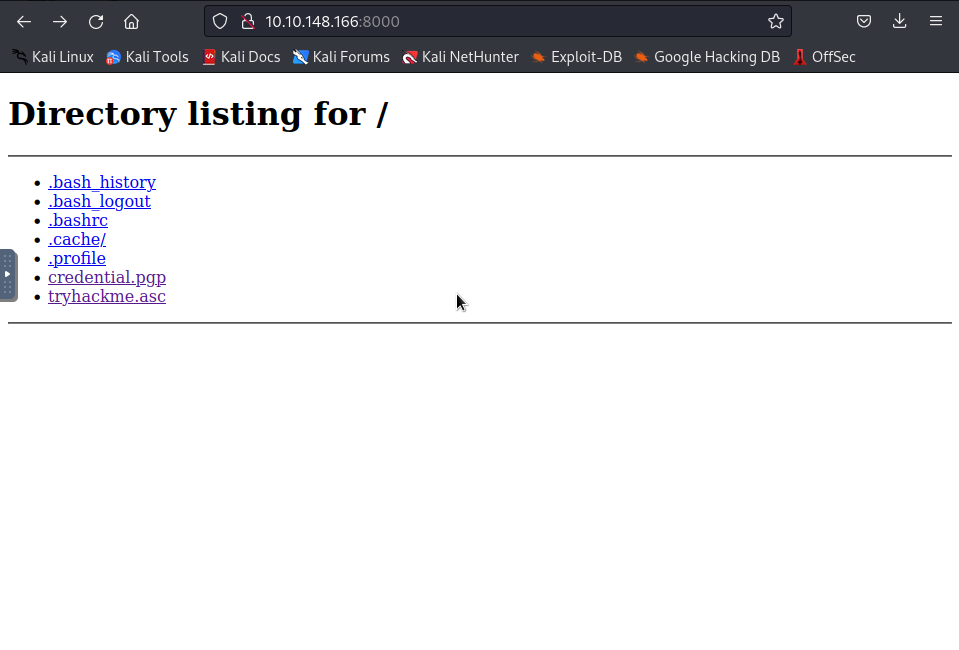 10.10.148.166:8000
Kali Linux Kali Tools Kali Docs Kali Forums Kali NetHunter Exploit-DB Google Hacking DB OffSec
Directory listing for /
.bash_history
.bash_logout
.bashrc
.cache/
.profile
credential.pgp
tryhackme.asc